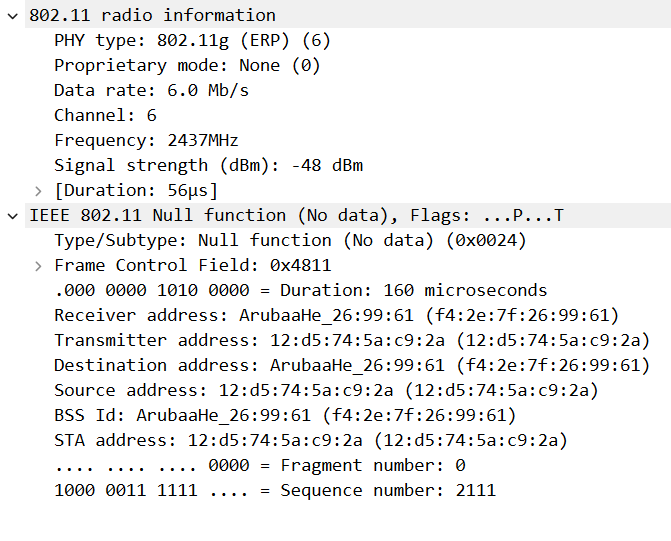 802.11 radio information
PHY type: 802.11g (ERP) (6)
Proprietary mode: None (0)
Data rate: 6.0 Mb/s
Channel: 6
Frequency: 2437MHz
Signal strength (dBm): -48 dBm
[Duration: 56µs]
IEEE 802.11 Null function (No data), Flags: ...P...T
Type/Subtype: Null function (No data) (0x0024)
Frame Control Field: 0x4811
.000 0000 1010 0000 = Duration: 160 microseconds
Receiver address: ArubaaHe_26:99:61 (f4:2e:7f:26:99:61)
Transmitter address: 12:d5:74:5a:c9:2a (12:d5:74:5a:c9:2a)
Destination address: ArubaaHe_26:99:61 (f4:2e:7f:26:99:61)
Source address: 12:d5:74:5a:c9:2a (12:d5:74:5a:c9:2a)
BSS Id: ArubaaHe_26:99:61 (f4:2e:7f:26:99:61)
STA address: 12:d5:74:5a:c9:2a (12:d5:74:5a:c9:2a)
.... .... .... 0000 = Fragment number: 0
1000 0011 1111 .... = Sequence number: 2111